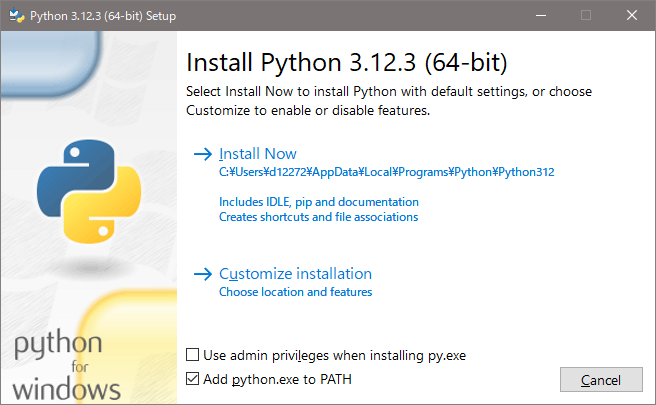 Python 3.12.3 (64-bit) Setup
Install Python 3.12.3 (64-bit)
Select Install Now to install Python with default settings, or choose
Customize to enable or disable features.
Install Now
C:¥Users¥d12272¥AppData¥Local¥Programs¥Python¥Python312
Includes IDLE, pip and documentation
Creates shortcuts and file associations
Customize installation
Choose location and features
Use admin privileges when installing py.exe
Add python.exe to PATH
Cancel
python
for
windows